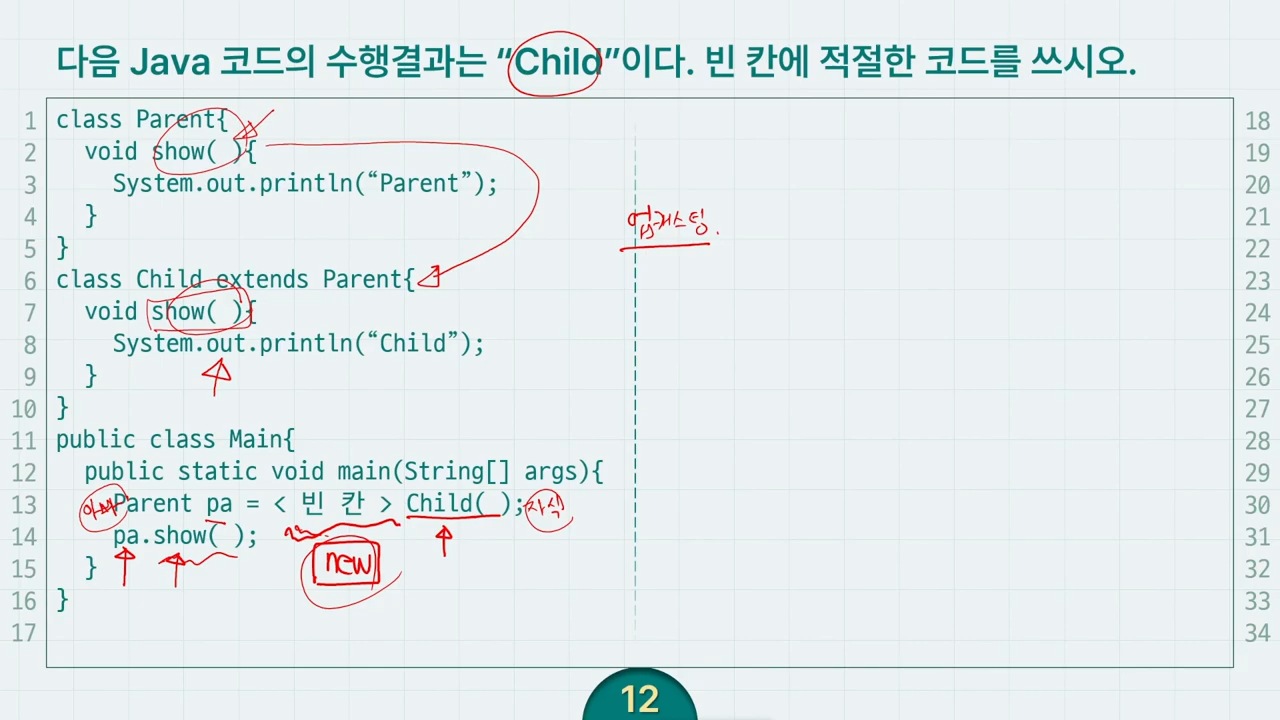 다음 Java 코드의 수행결과는 “Child”이다. 빈 칸에 적절한 코드를 쓰시오.
1 class Parent{
2 void show( ){
3 System.out.println(“Parent”);
4 }
5 }
6 class Child extends Parent{
7 void show( ){
8 System.out.println(“Child”);
9 }
10 }
11 public class Main{
12 public static void main(String[] args){
13 Parent pa = < 빈 칸 > Child( ); 자식
14 pa.show( );
new
15 }
16 }
17
업캐스팅.
18
19
20
21
22
23
24
25
26
27
28
29
30
31
32
33
34
12